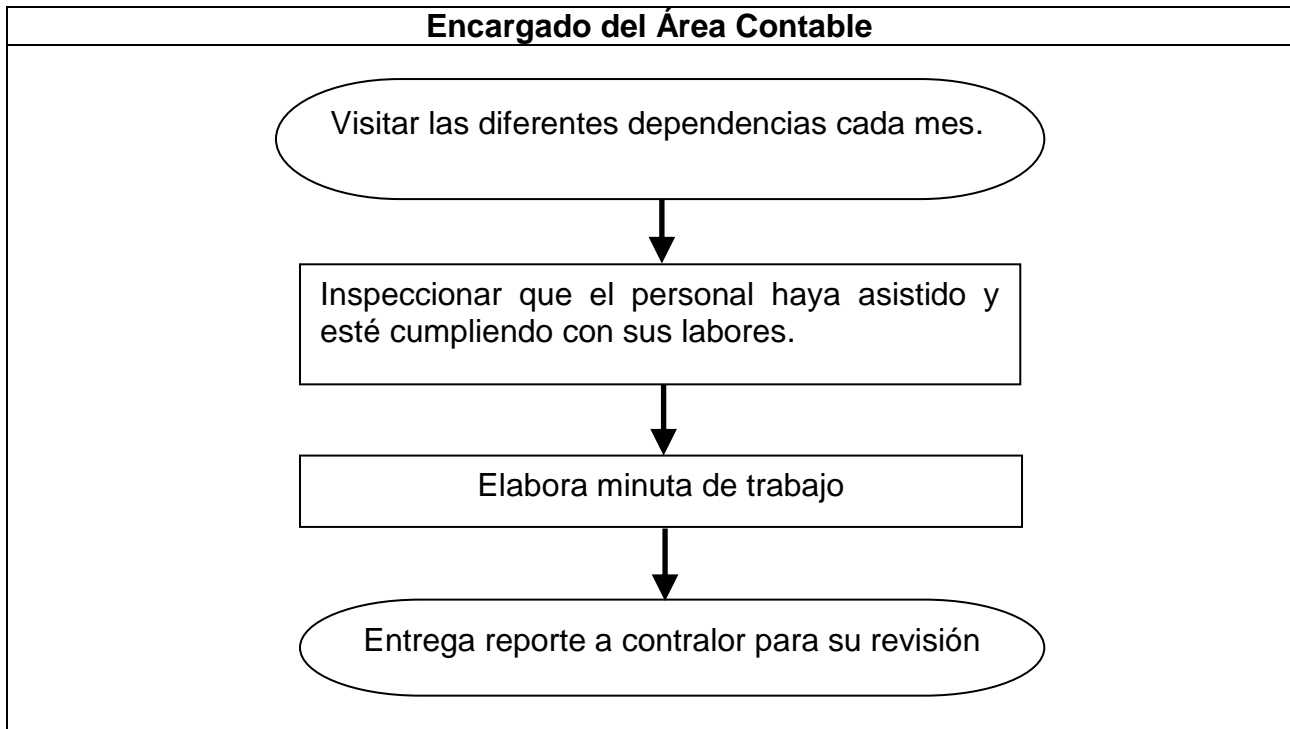 Encargado del Área Contable
Visitar las diferentes dependencias cada mes.
Inspeccionar que el personal haya asistido y
esté cumpliendo con sus labores.
Elabora minuta de trabajo
Entrega reporte a contralor para su revisión